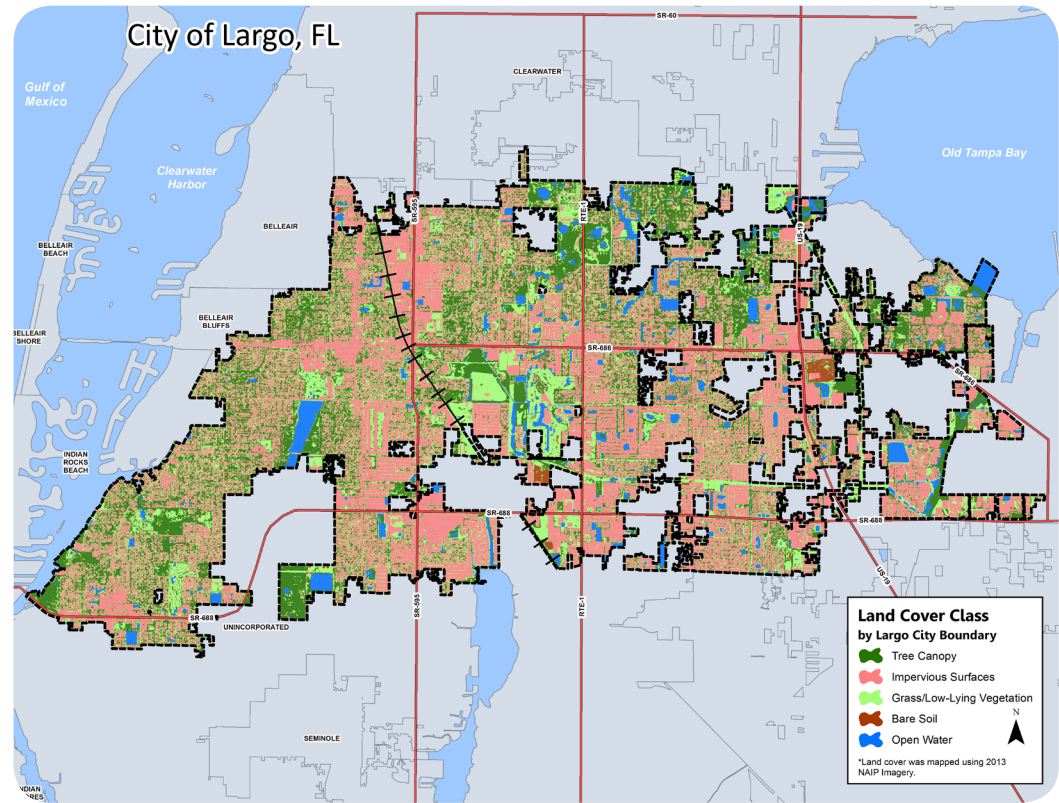 City of Largo, FL
SR-60
CLEARWATER
Gulf of
Mexico
Old Tampa Bay
Clearwater
Harbor
SR-595
RTE-1
US-19
BELLEAIR
BELLEAIR
BEACH
BELLEAIR
BLUFFS
BELLEAIR
SHORE
SR-686
SR-686
INDIAN
ROCKS
BEACH
SR-688
SR-688
US-19
SR-595
RTE-1
SR-688
UNINCORPORATED
SEMINOLE
Land Cover Class
by Largo City Boundary
Tree Canopy
Impervious Surfaces
Grass/Low-Lying Vegetation
Bare Soil
Open Water
N
*Land cover was mapped using 2013
NAIP Imagery.